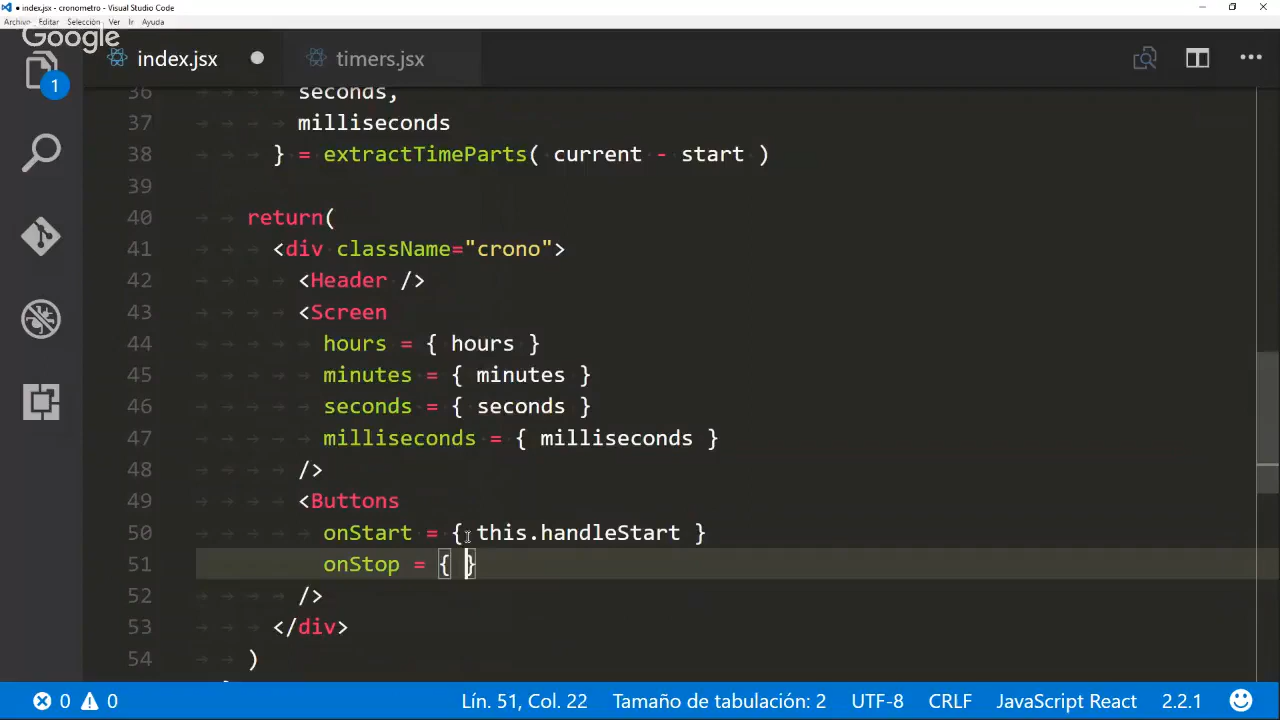 index.jsx - cronometro - Visual Studio Code
Archivo Editar Selección Ver Ir Ayuda
Google
index.jsx timers.jsx
1
36 seconds,
37 milliseconds
38 } = extractTimeParts( current - start )
39
40 return(
41 <div className="crono">
42 <Header />
43 <Screen
44 hours = { hours }
45 minutes = { minutes }
46 seconds = { seconds }
47 milliseconds = { milliseconds }
48 />
49 <Buttons
50 onStart = { this.handleStart }
51 onStop = { }
52 />
53 </div>
54 )
0 0 Lín. 51, Col. 22 Tamaño de tabulación: 2 UTF-8 CRLF JavaScript React 2.2.1